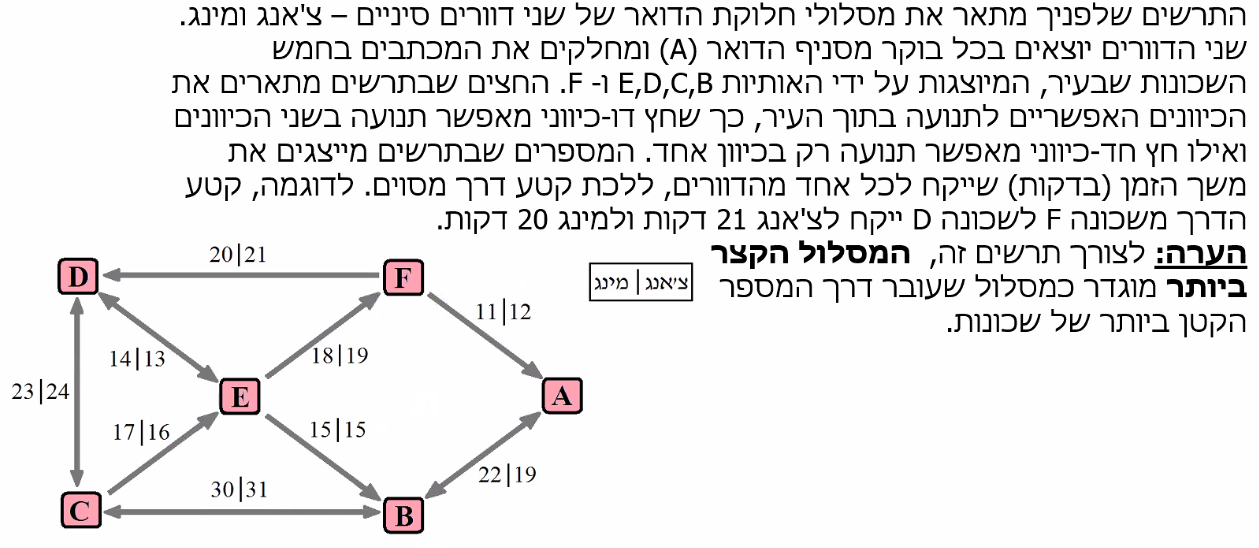 התרשים שלפניך מתאר את מסלולי חלוקת הדואר של שני דוורים סיניים – צ'אנג ומינג.
שני הדוורים יוצאים בכל בוקר מסניף הדואר (A) ומחלקים את המכתבים בחמש
השכונות שבעיר, המיוצגות על ידי האותיות E,D,C,B ו- F. החצים שבתרשים מתארים את
הכיוונים האפשריים לתנועה בתוך העיר, כך שחץ דו-כיווני מאפשר תנועה בשני הכיוונים
ואילו חץ חד-כיווני מאפשר תנועה רק בכיוון אחד. המספרים שבתרשים מייצגים את
משך הזמן (בדקות) שייקח לכל אחד מהדוורים, ללכת קטע דרך מסוים. לדוגמה, קטע
הדרך משכונה F לשכונה D ייקח לצ'אנג 21 דקות ולמינג 20 דקות.
הערה: לצורך תרשים זה, המסלול הקצר
ביותר מוגדר כמסלול שעובר דרך המספר
הקטן ביותר של שכונות.
צ'אנג | מינג
20|21
D
F
11|12
14|13
18|19
23|24
E
A
17|16
15|15
22|19
30|31
C
B